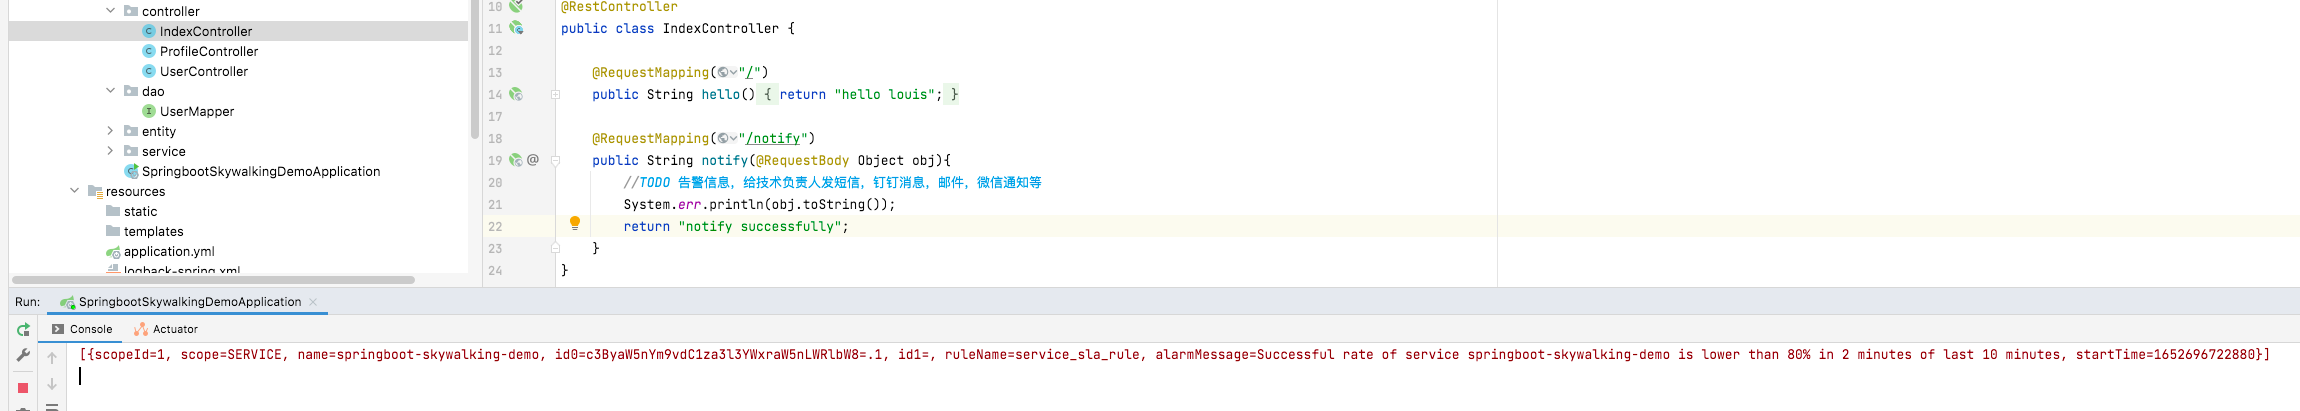 controller
IndexController
ProfileController
UserController
dao
UserMapper
entity
service
SpringbootSkywalkingDemoApplication
resources
static
templates
application.yml
logback-spring.xml
10 @RestController
11 public class IndexController {
12
13 @RequestMapping("/")
14 public String hello() { return "hello louis"; }
17
18 @RequestMapping("/notify")
19 @ public String notify(@RequestBody Object obj){
20 //TODO 告警信息，给技术负责人发短信，钉钉消息，邮件，微信通知等
21 System.err.println(obj.toString());
22 return "notify successfully";
23 }
24 }
Run: SpringbootSkywalkingDemoApplication
Console Actuator
[{scopeId=1, scope=SERVICE, name=springboot-skywalking-demo, id0=c3ByaW5nYm9vdC1za3l3YWxraW5nLWRlbW8=.1, id1=, ruleName=service_sla_rule, alarmMessage=Successful rate of service springboot-skywalking-demo is lower than 80% in 2 minutes of last 10 minutes, startTime=1652696722880}]